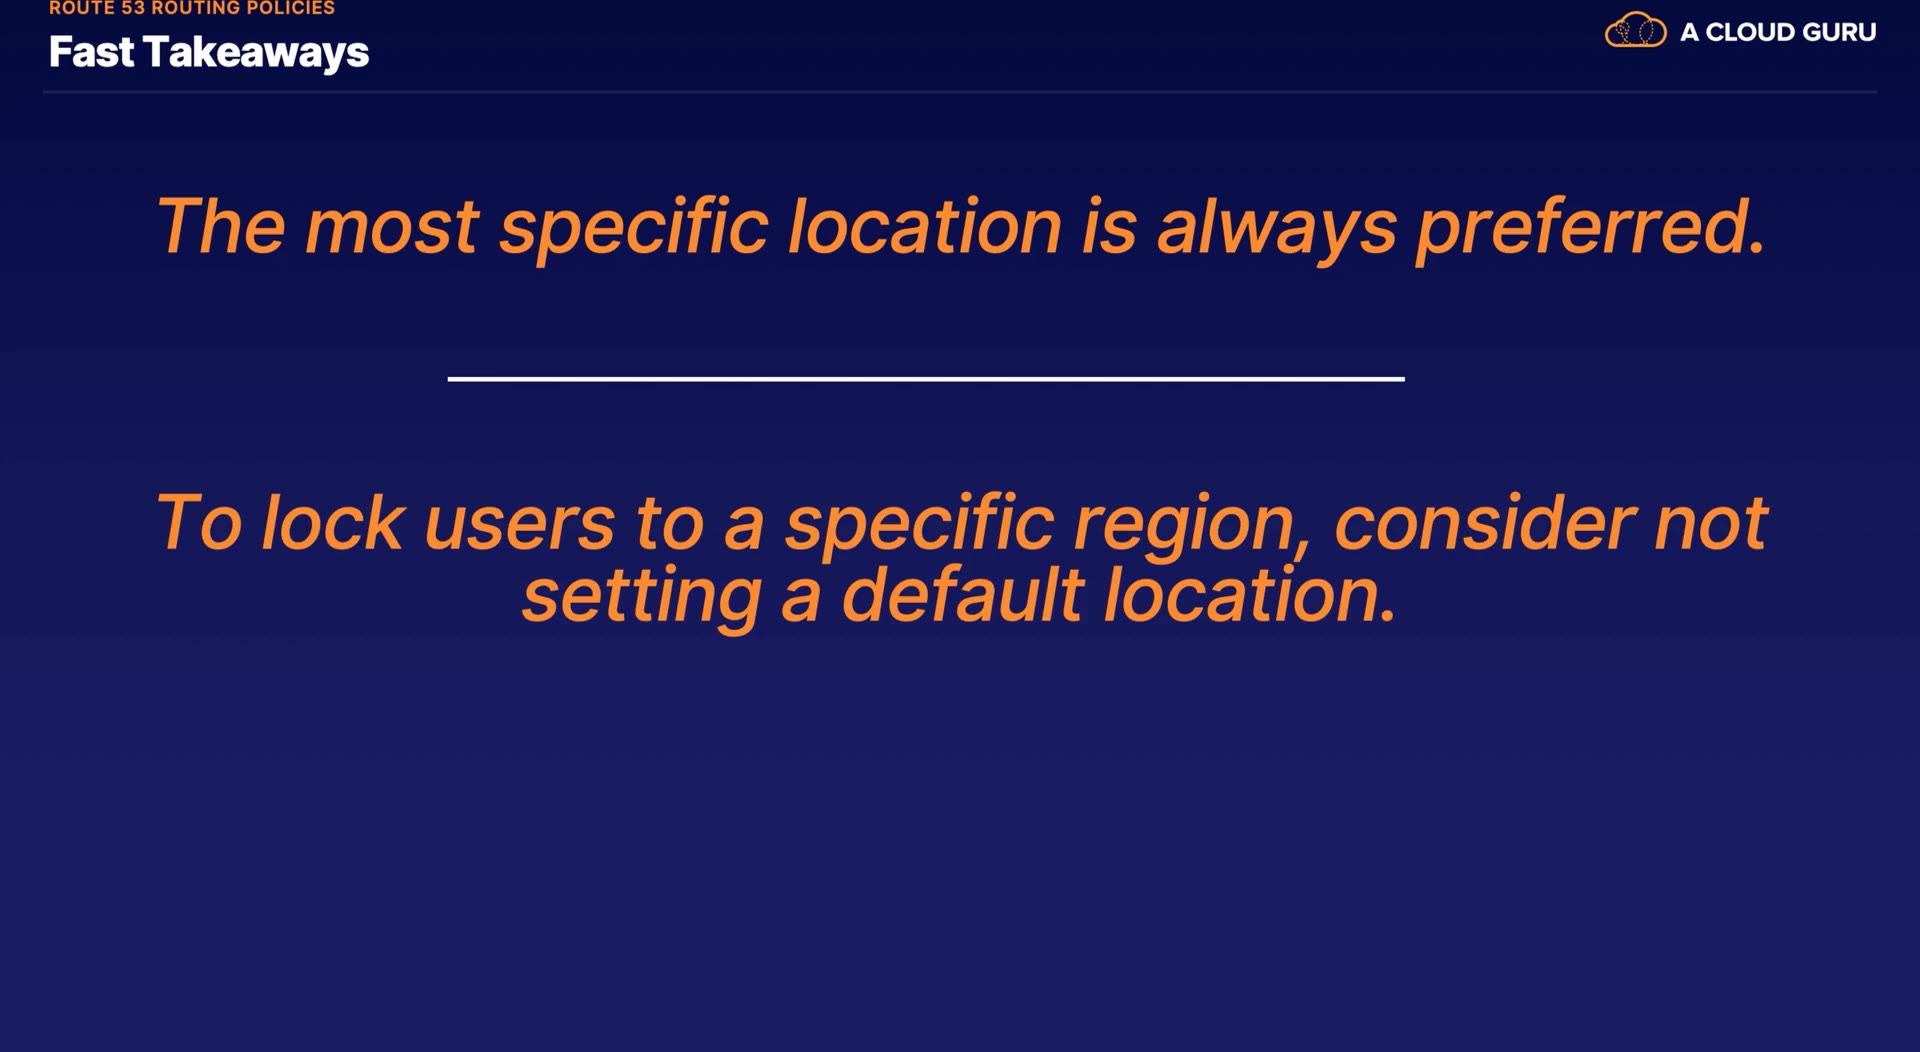 ROUTE 53 ROUTING POLICIES
Fast Takeaways
A CLOUD GURU
The most specific location is always preferred.
To lock users to a specific region, consider not
setting a default location.